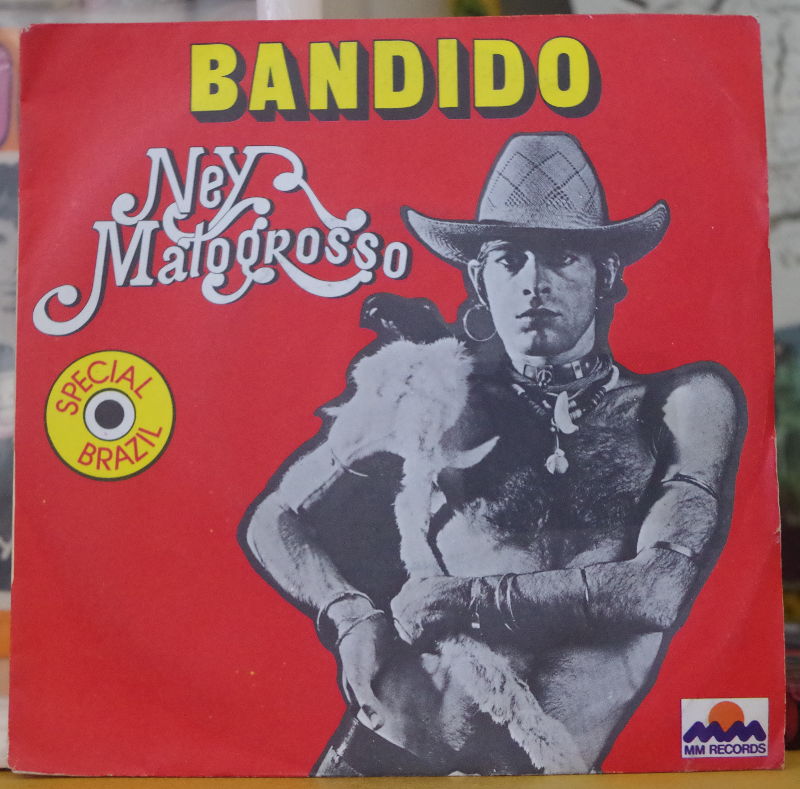 BANDIDO
Ney
Matogrosso
SPECIAL
BRAZIL
MM RECORDS